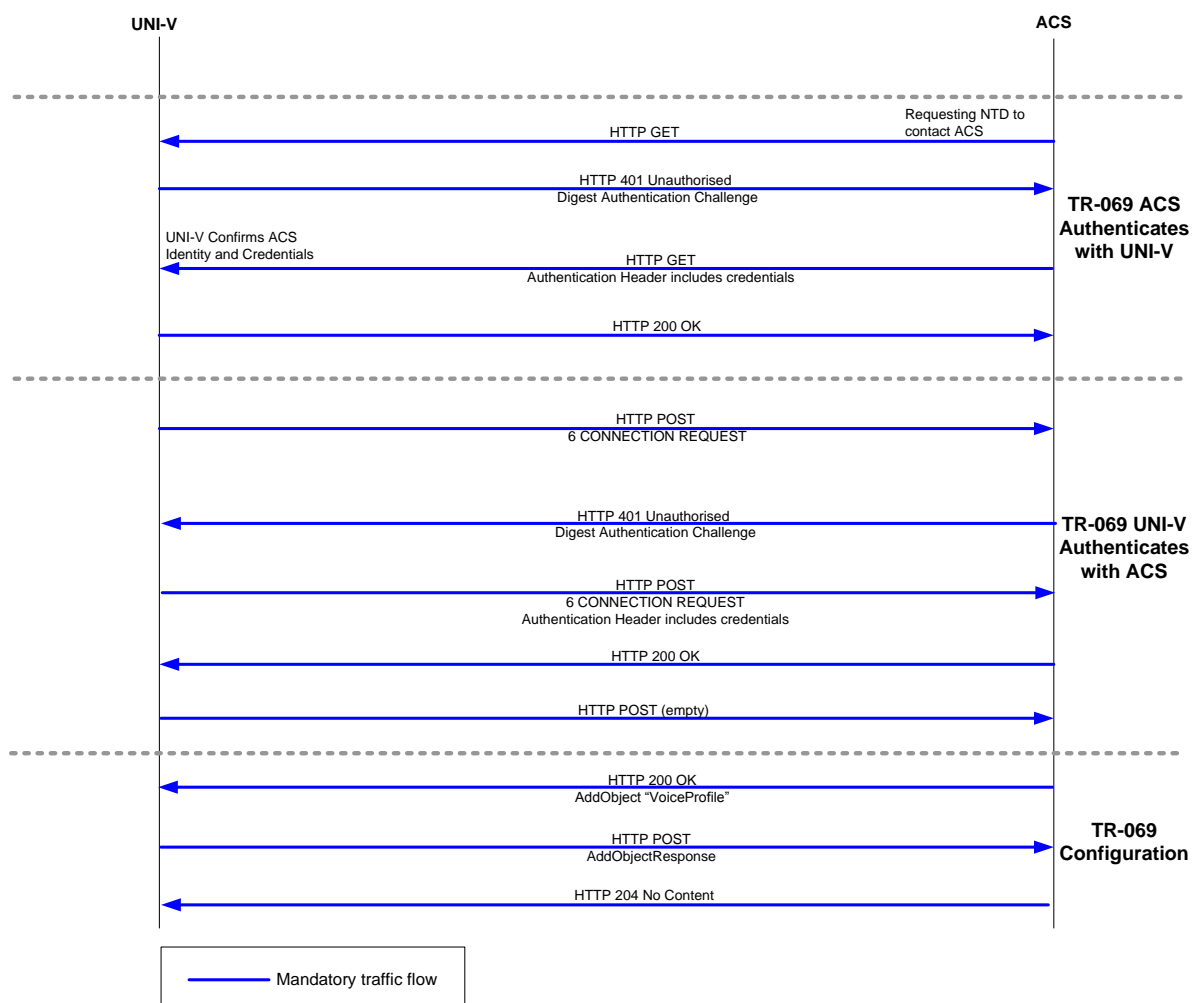 UNI-V
ACS
Requesting NTD to
contact ACS
HTTP GET
HTTP 401 Unauthorised
Digest Authentication Challenge
TR-069 ACS
Authenticates
with UNI-V
UNI-V Confirms ACS
Identity and Credentials
HTTP GET
Authentication Header includes credentials
HTTP 200 OK
HTTP POST
6 CONNECTION REQUEST
HTTP 401 Unauthorised
Digest Authentication Challenge
TR-069 UNI-V
Authenticates
with ACS
HTTP POST
6 CONNECTION REQUEST
Authentication Header includes credentials
HTTP 200 OK
HTTP POST (empty)
HTTP 200 OK
AddObject “VoiceProfile”
HTTP POST
AddObjectResponse
TR-069
Configuration
HTTP 204 No Content
Mandatory traffic flow